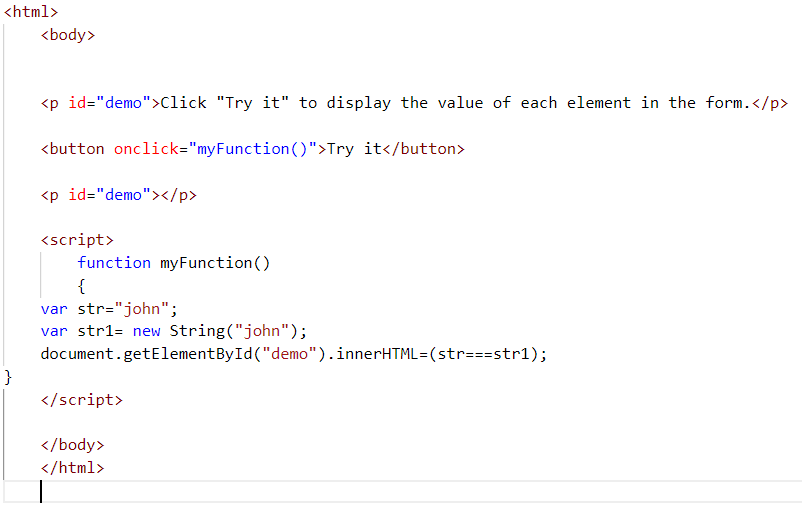 <html>
<body>
<p id="demo">Click "Try it" to display the value of each element in the form.</p>
<button onclick="myFunction()">Try it</button>
<p id="demo"></p>
<script>
function myFunction()
{
var str="john";
var str1= new String("john");
document.getElementById("demo").innerHTML=(str===str1);
}
</script>
</body>
</html>